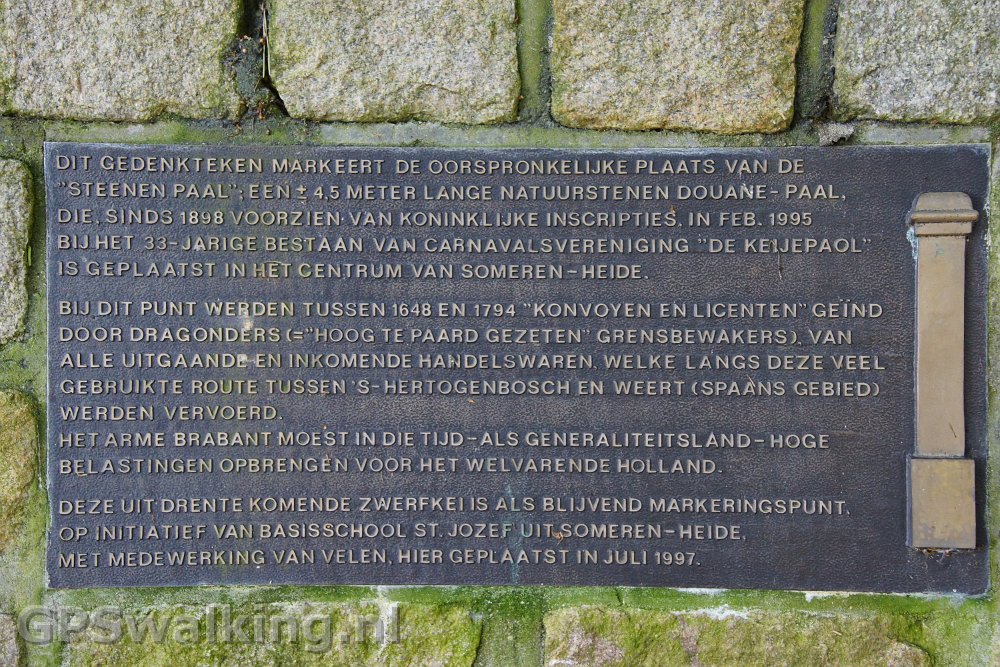 DIT GEDENKTEKEN MARKEERT DE OORSPRONKELIJKE PLAATS VAN DE
"STEENEN PAAL"; EEN ± 4,5 METER LANGE NATUURSTENEN DOUANE-PAAL,
DIE, SINDS 1898 VOORZIEN VAN KONINKLIJKE INSCRIPTIES, IN FEB. 1995
BIJ HET 33-JARIGE BESTAAN VAN CARNAVALSVERENIGING "DE KEIJEPAOL"
IS GEPLAATST IN HET CENTRUM VAN SOMEREN-HEIDE.
BIJ DIT PUNT WERDEN TUSSEN 1648 EN 1794 "KONVOYEN EN LICENTEN" GEÏND
DOOR DRAGONDERS (="HOOG TE PAARD GEZETEN" GRENSBEWAKERS), VAN
ALLE UITGAANDE EN INKOMENDE HANDELSWAREN, WELKE LANGS DEZE VEEL
GEBRUIKTE ROUTE TUSSEN 'S-HERTOGENBOSCH EN WEERT (SPAANS GEBIED)
WERDEN VERVOERD.
HET ARME BRABANT MOEST IN DIE TIJD-ALS GENERALITEITSLAND-HOGE
BELASTINGEN OPBRENGEN VOOR HET WELVARENDE HOLLAND.
DEZE UIT DRENTE KOMENDE ZWERFKEI IS ALS BLIJVEND MARKERINGSPUNT,
OP INITIATIEF VAN BASISSCHOOL ST. JOZEF UIT SOMEREN-HEIDE,
MET MEDEWERKING VAN VELEN, HIER GEPLAATST IN JULI 1997.
GPSwalking.nl